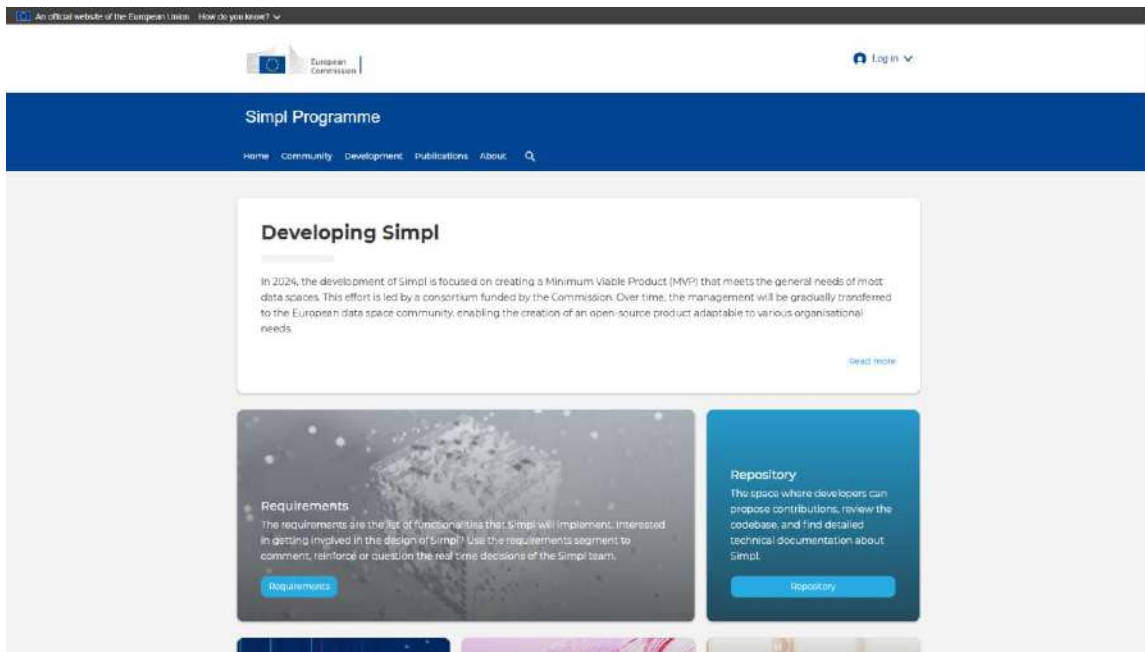 An official website of the European Union How do you know?
European
Commission
Log in
Simpl Programme
Home Community Development Publications About
Developing Simpl
In 2024, the development of Simpl is focused on creating a Minimum Viable Product (MVP) that meets the general needs of most
data spaces. This effort is led by a consortium funded by the Commission. Over time, the management will be gradually transferred
to the European data space community, enabling the creation of an open-source product adaptable to various organisational
needs.
Read more
Requirements
The requirements are the list of functionalities that Simpl will implement. Interested
in getting involved in the design of Simpl? Use the requirements segment to
comment, reinforce or question the real time decisions of the Simpl team.
Requirements
Repository
The space where developers can
propose contributions, review the
codebase, and find detailed
technical documentation about
Simpl.
Repository